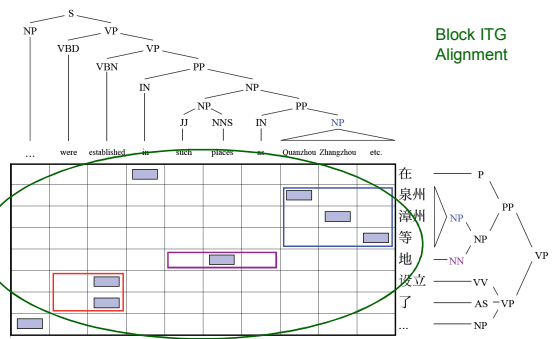 Block ITG
Alignment
S
NP VP
VBD VP
VBN PP
IN NP
NP PP
JJ NNS IN NP
... were established in such places as Quanzhou Zhangzhou etc.
在 P
泉州
漳州 NP PP
等 NP
地 NN VP
设立 VV
了 AS VP
... NP